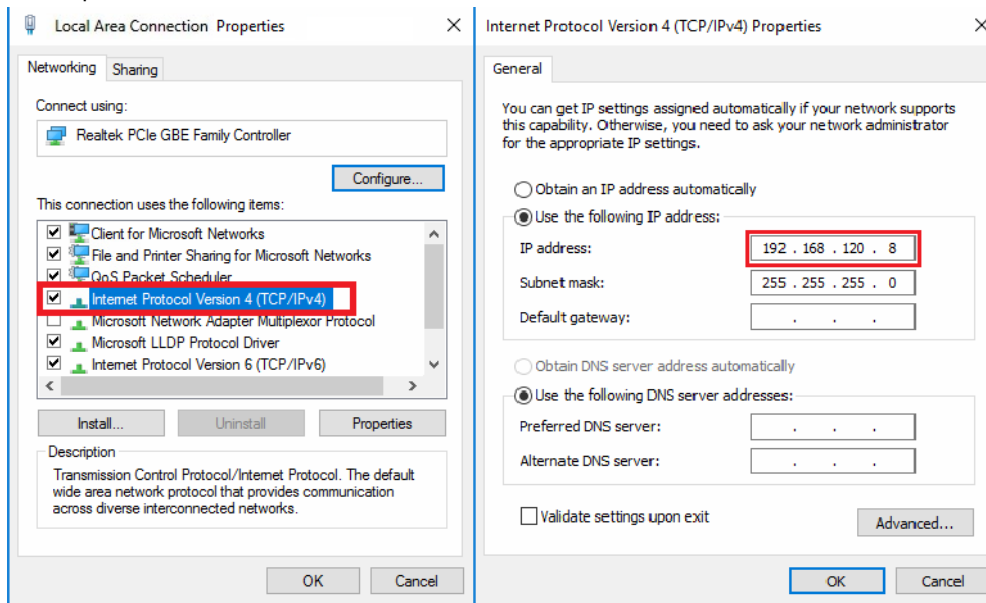 Local Area Connection Properties
Networking
Sharing
Connect using:
Realtek PCIe GBE Family Controller
Configure...
This connection uses the following items:
Client for Microsoft Networks
File and Printer Sharing for Microsoft Networks
QoS Packet Scheduler
Internet Protocol Version 4 (TCP/IPv4)
Microsoft Network Adapter Multiplexor Protocol
Microsoft LLDP Protocol Driver
Internet Protocol Version 6 (TCP/IPv6)
Install...
Uninstall
Properties
Description
Transmission Control Protocol/Internet Protocol. The default
wide area network protocol that provides communication
across diverse interconnected networks.
OK
Cancel
Internet Protocol Version 4 (TCP/IPv4) Properties
General
You can get IP settings assigned automatically if your network supports
this capability. Otherwise, you need to ask your network administrator
for the appropriate IP settings.
Obtain an IP address automatically
Use the following IP address:
IP address: 192 . 168 . 120 . 8
Subnet mask: 255 . 255 . 255 . 0
Default gateway: . . .
Obtain DNS server address automatically
Use the following DNS server addresses:
Preferred DNS server: . . .
Alternate DNS server: . . .
Validate settings upon exit
Advanced...
OK
Cancel